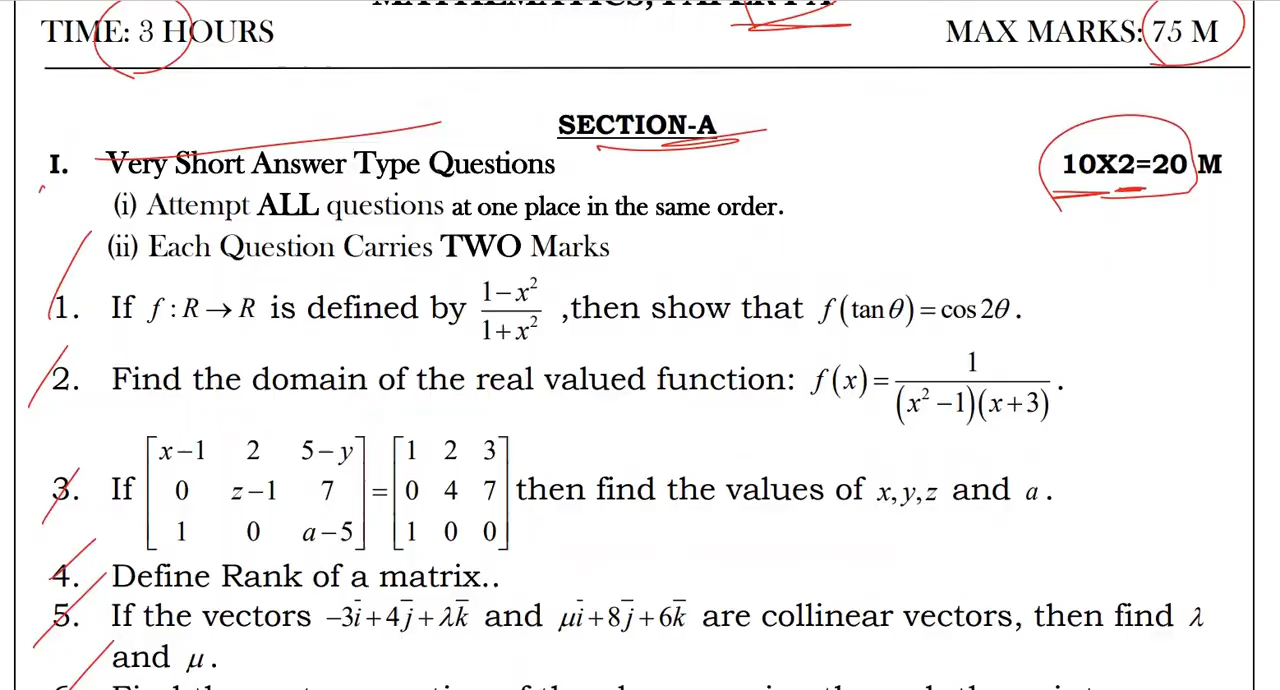 TIME: 3 HOURS MAX MARKS: 75 M
SECTION-A
I. Very Short Answer Type Questions 10X2=20 M
(i) Attempt ALL questions at one place in the same order.
(ii) Each Question Carries TWO Marks
1. If f : R → R is defined by (1−x²)/(1+x²) ,then show that f(tanθ)=cos2θ.
2. Find the domain of the real valued function: f(x)=1/((x²−1)(x+3)).
3. If [x−1 2 5−y; 0 z−1 7; 1 0 a−5] = [1 2 3; 0 4 7; 1 0 0] then find the values of x,y,z and a.
4. Define Rank of a matrix..
5. If the vectors −3i̅+4j̅+λk̅ and μi̅+8j̅+6k̅ are collinear vectors, then find λ
and μ.